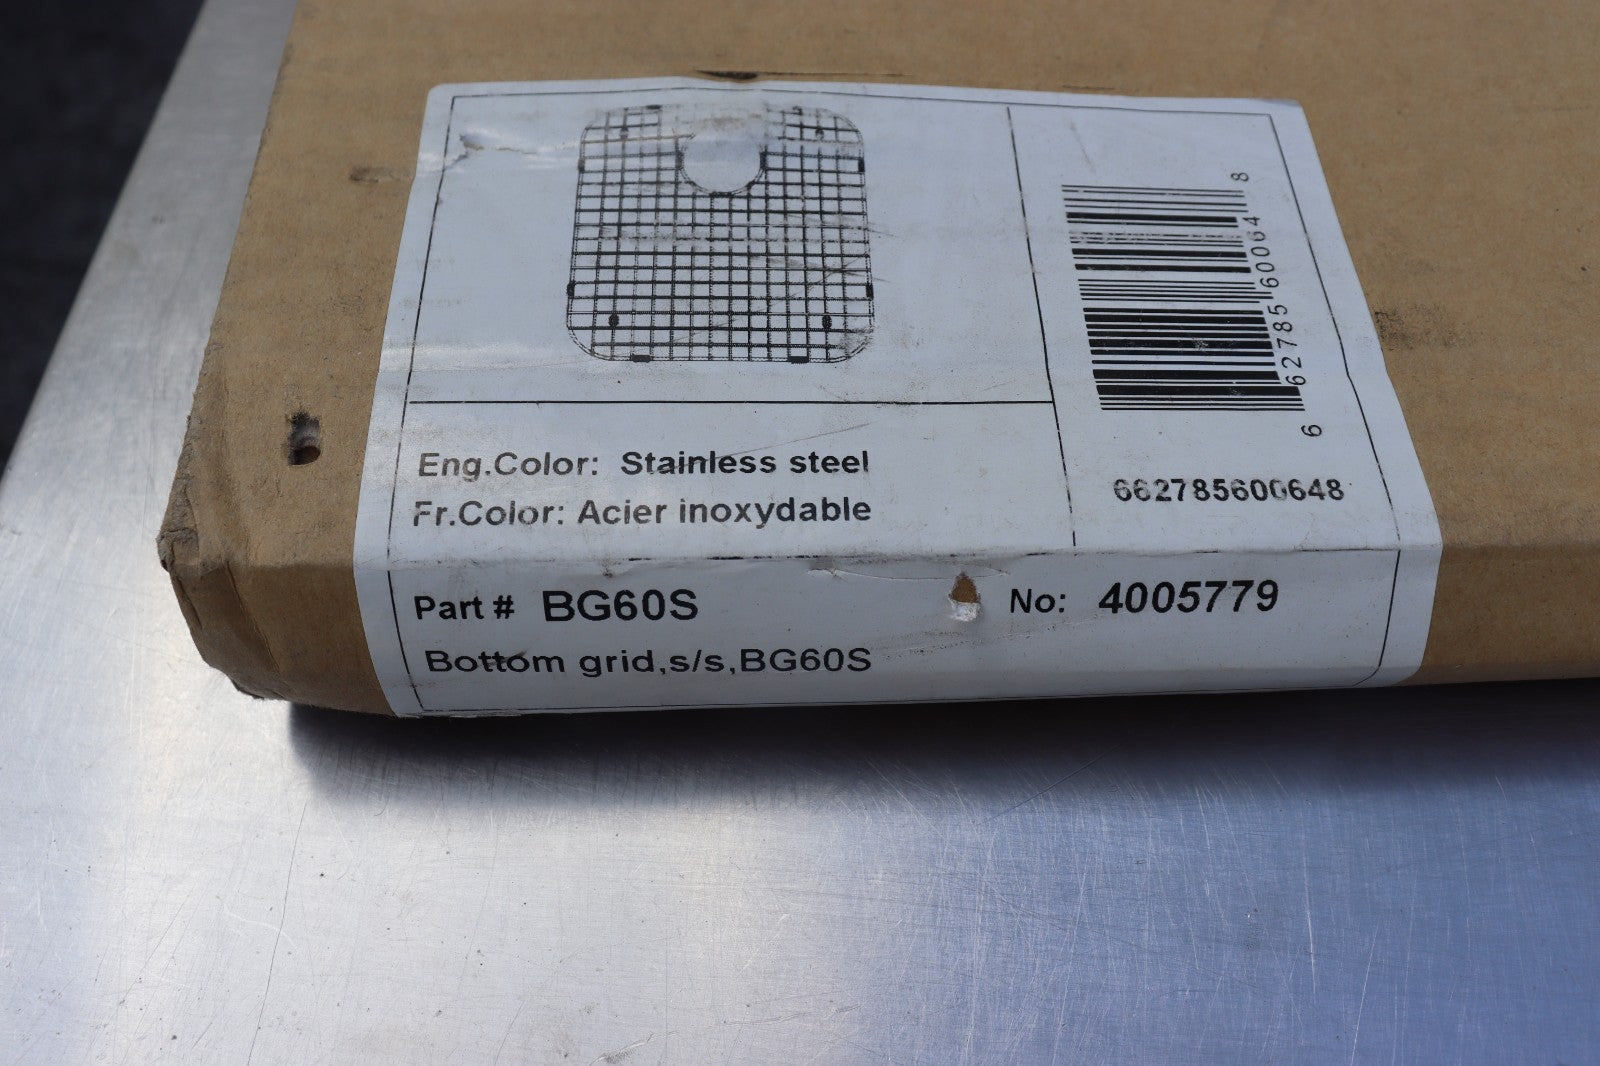 Eng.Color: Stainless steel
Fr.Color: Acier inoxydable
6 62785 60064 8
662785600648
Part # BG60S
No: 4005779
Bottom grid,s/s,BG60S